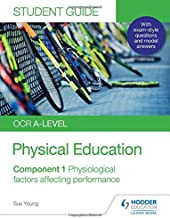 STUDENT GUIDE
With
exam-style
questions and
model
answers
OCR A-LEVEL
Physical Education
Component 1 Physiological
factors affecting performance
Sue Young
HODDER
EDUCATION
LEARN MORE